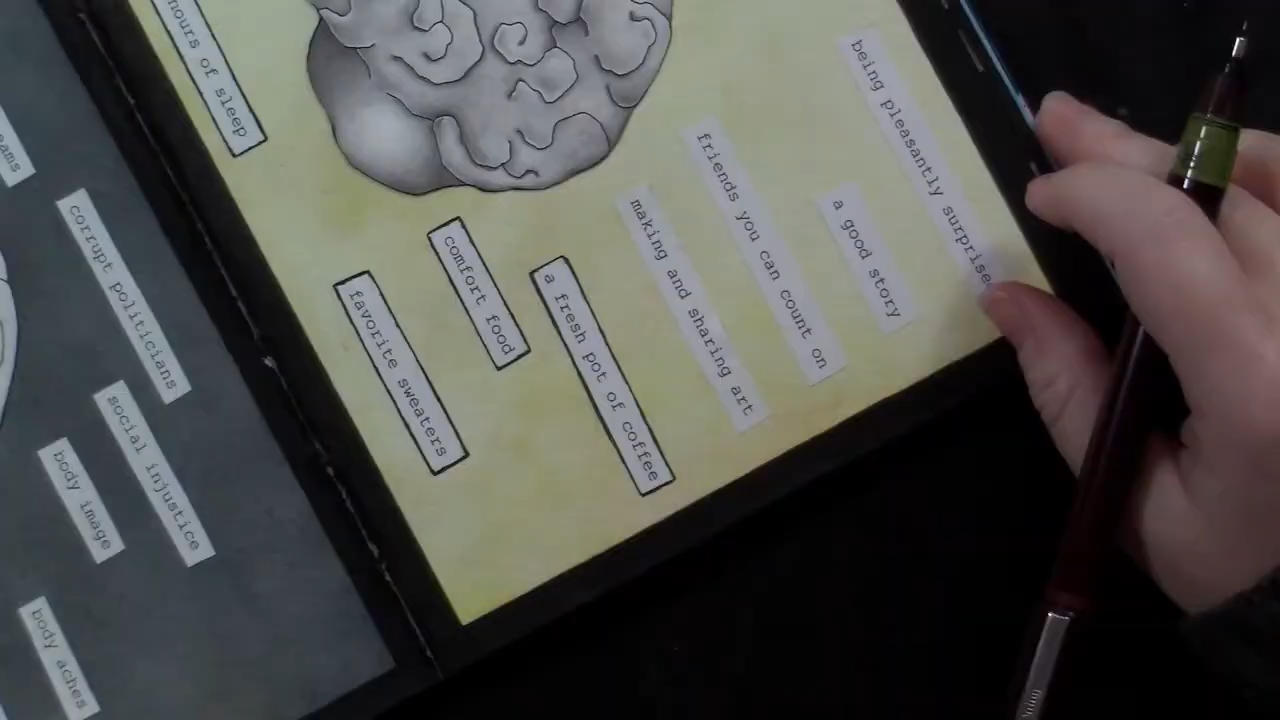 hours of sleep
corrupt politicians
social injustice
body image
body aches
favorite sweaters
comfort food
a fresh pot of coffee
making and sharing art
friends you can count on
a good story
being pleasantly surprised